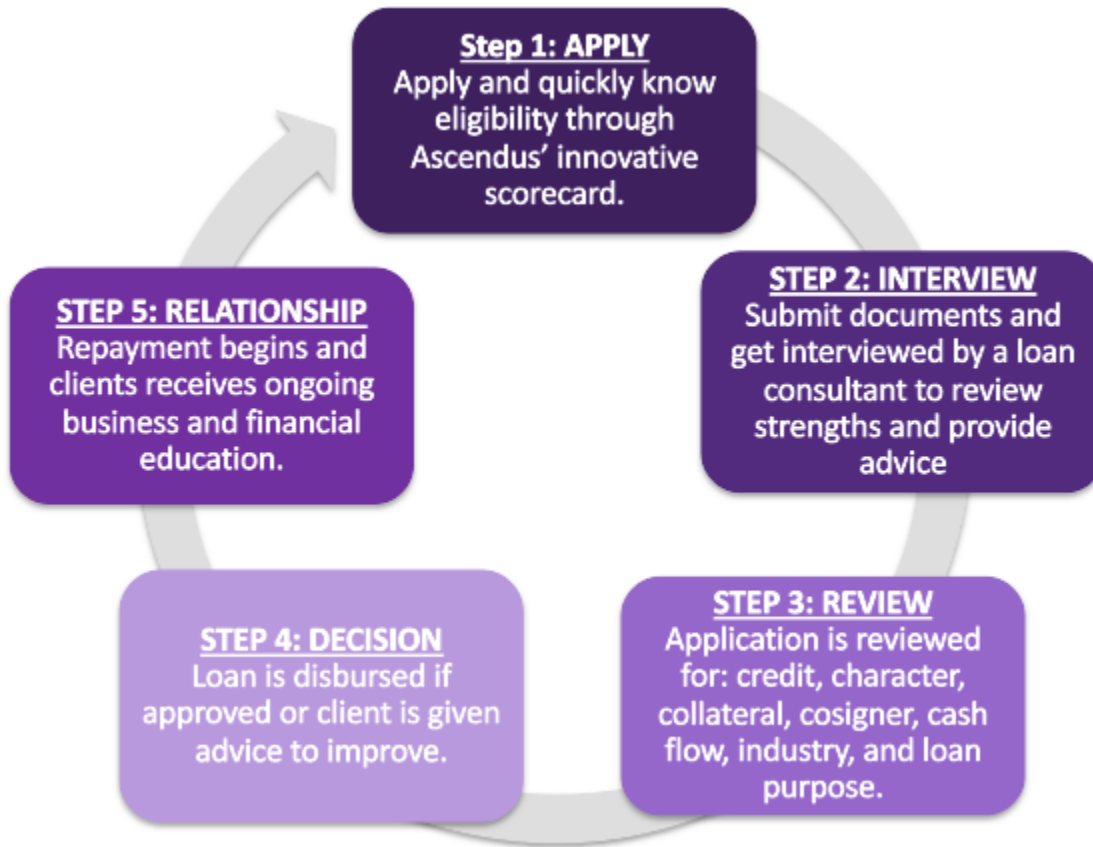 Step 1: APPLY
Apply and quickly know
eligibility through
Ascendus’ innovative
scorecard.
STEP 2: INTERVIEW
Submit documents and
get interviewed by a loan
consultant to review
strengths and provide
advice
STEP 3: REVIEW
Application is reviewed
for: credit, character,
collateral, cosigner, cash
flow, industry, and loan
purpose.
STEP 4: DECISION
Loan is disbursed if
approved or client is given
advice to improve.
STEP 5: RELATIONSHIP
Repayment begins and
clients receives ongoing
business and financial
education.